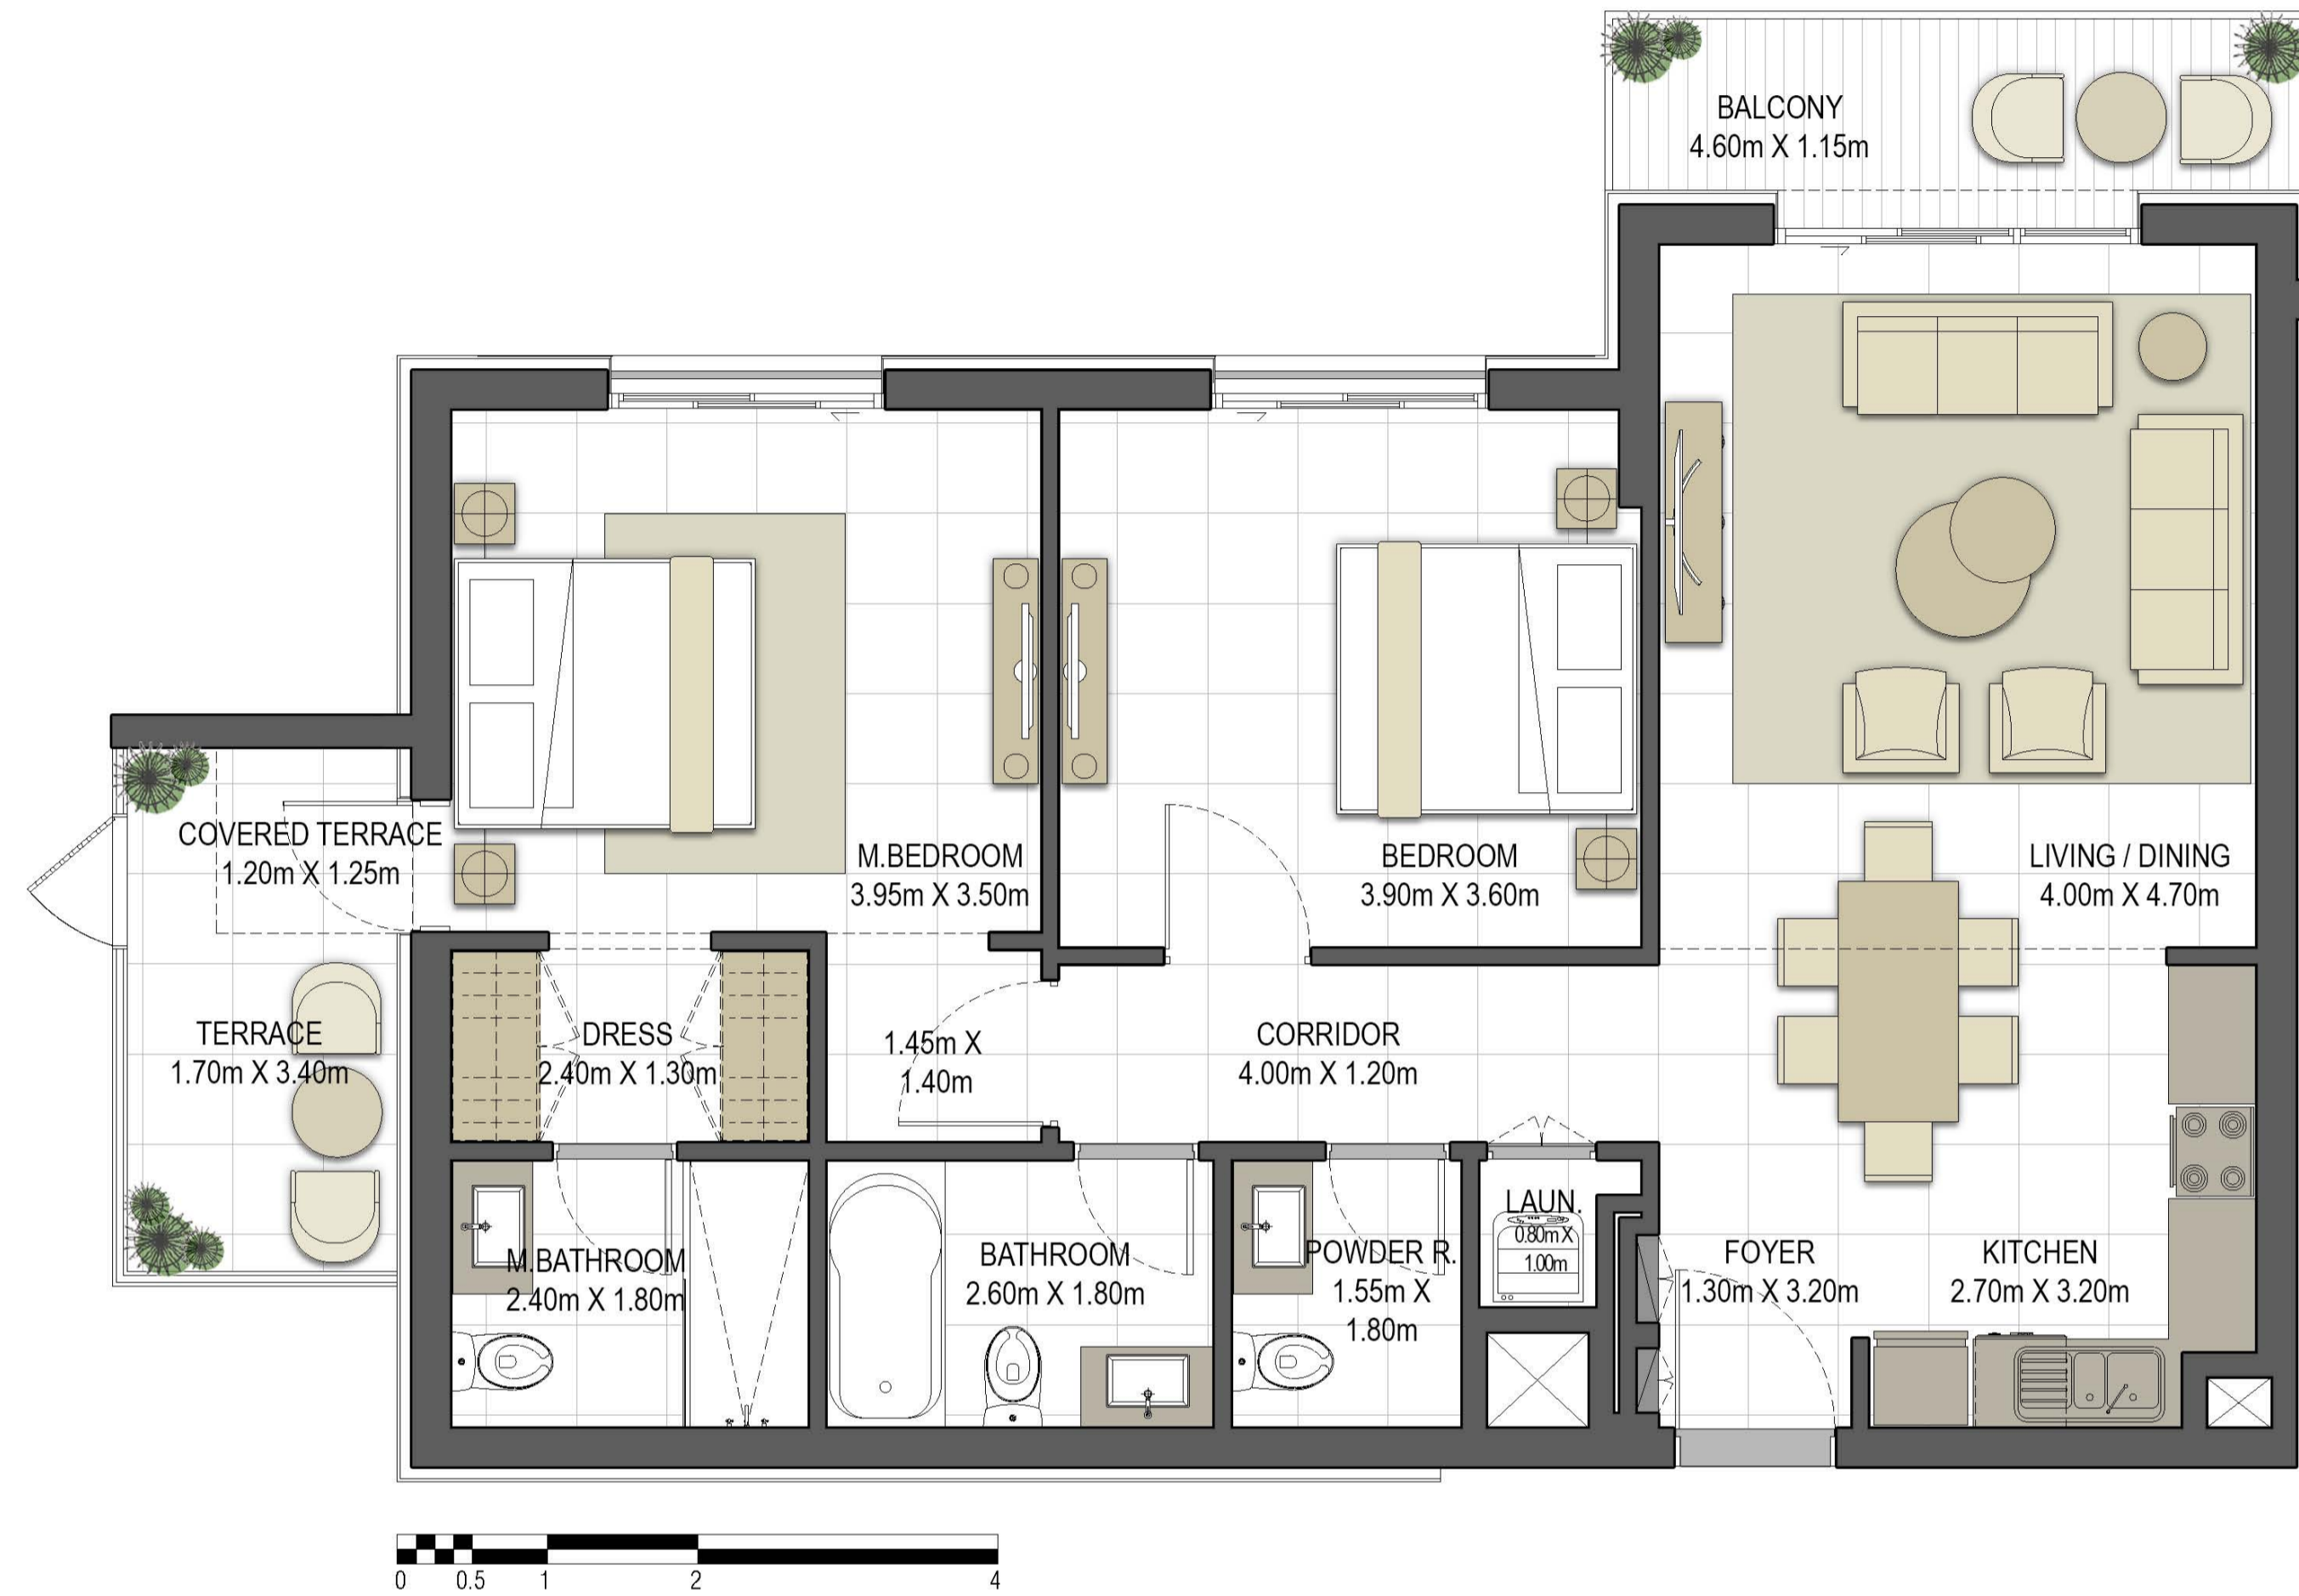 BALCONY
4.60m X 1.15m
COVERED TERRACE
1.20m X 1.25m
M.BEDROOM
3.95m X 3.50m
BEDROOM
3.90m X 3.60m
LIVING / DINING
4.00m X 4.70m
TERRACE
1.70m X 3.40m
DRESS
2.40m X 1.30m
1.45m X
1.40m
CORRIDOR
4.00m X 1.20m
M.BATHROOM
2.40m X 1.80m
BATHROOM
2.60m X 1.80m
POWDER R.
1.55m X
1.80m
LAUN.
0.80m X
1.00m
FOYER
1.30m X 3.20m
KITCHEN
2.70m X 3.20m
0 0.5 1 2 4